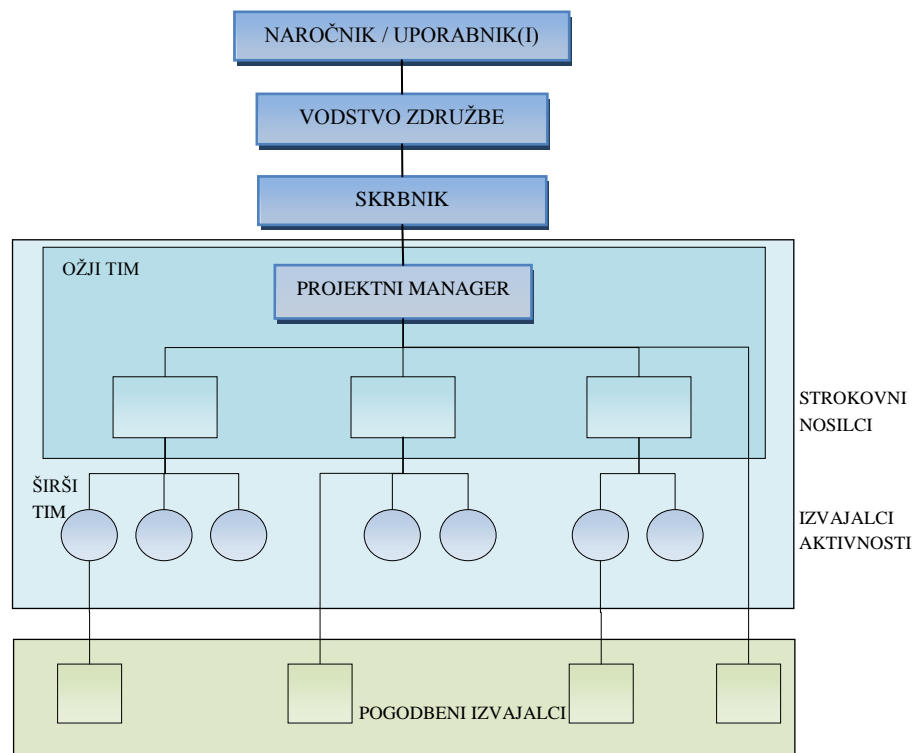 NAROČNIK / UPORABNIK(I)
VODSTVO ZDRUŽBE
SKRBNIK
OŽJI TIM
PROJEKTNI MANAGER
STROKOVNI
NOSILCI
ŠIRŠI
TIM
IZVAJALCI
AKTIVNOSTI
POGODBENI IZVAJALCI